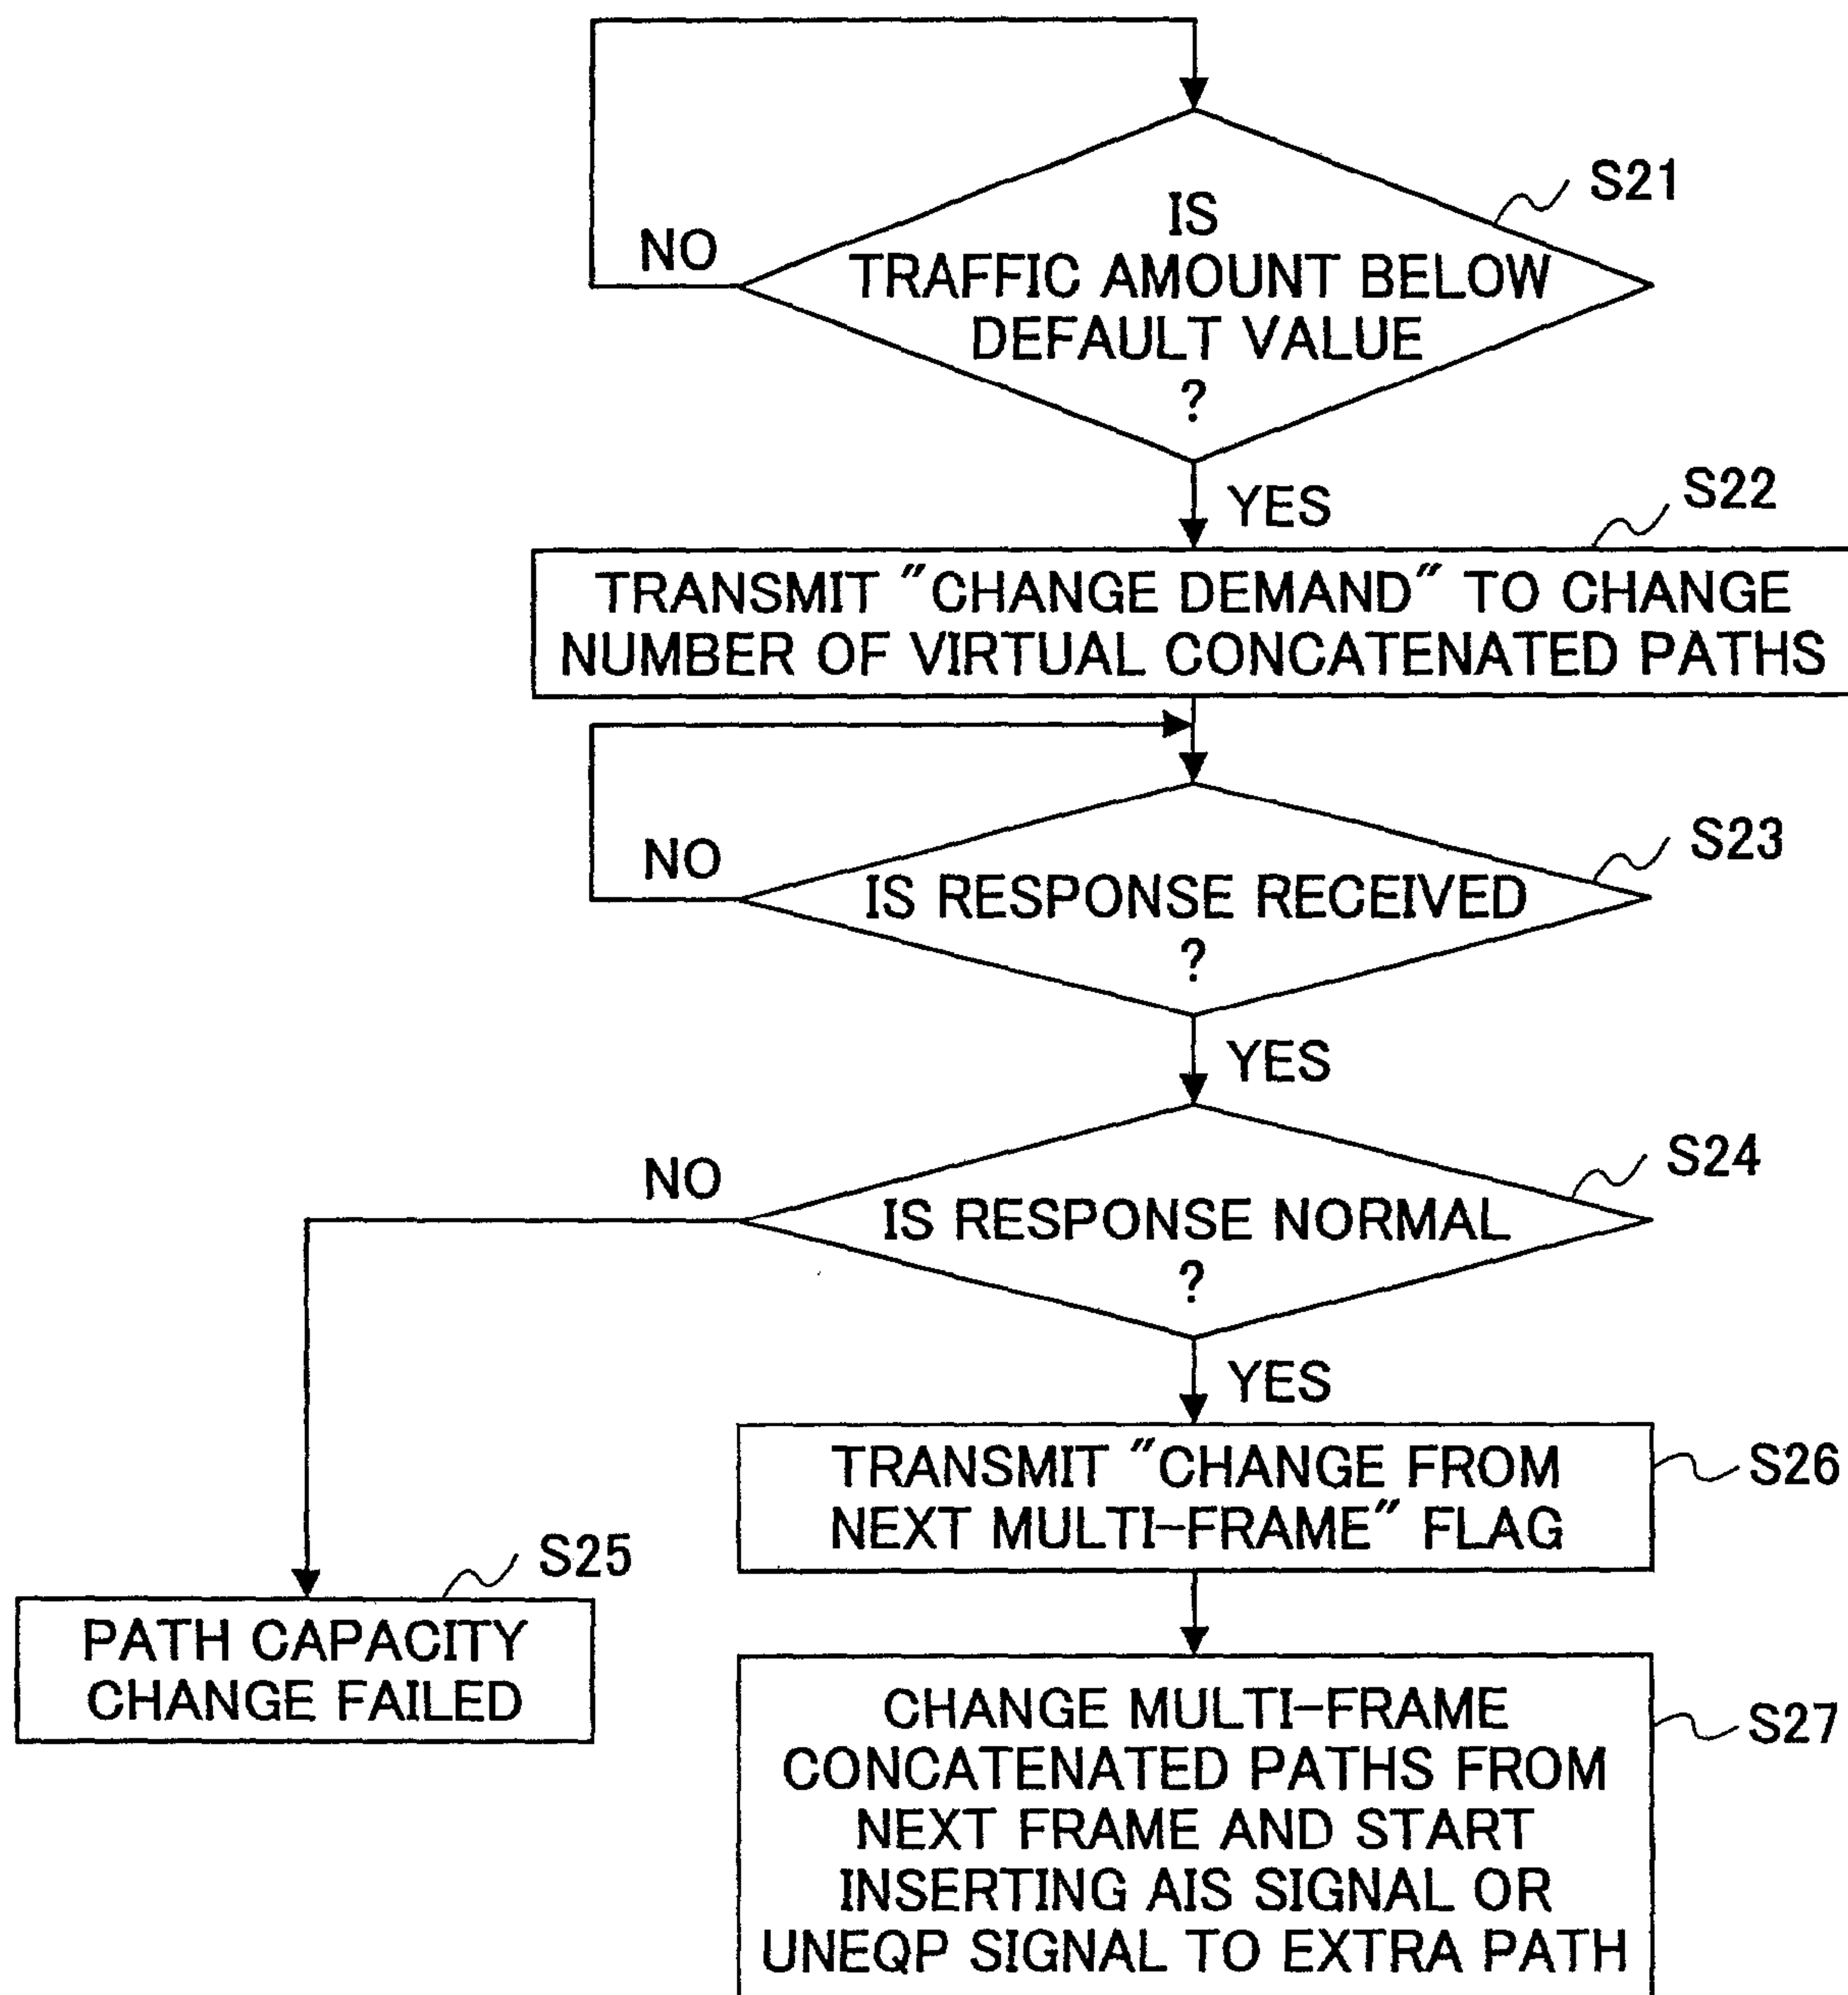 S21
IS
TRAFFIC AMOUNT BELOW
DEFAULT VALUE
?
NO
YES
S22
TRANSMIT "CHANGE DEMAND" TO CHANGE
NUMBER OF VIRTUAL CONCATENATED PATHS
S23
NO
IS RESPONSE RECEIVED
?
YES
S24
NO
IS RESPONSE NORMAL
?
YES
TRANSMIT "CHANGE FROM
NEXT MULTI-FRAME" FLAG
S26
S25
PATH CAPACITY
CHANGE FAILED
CHANGE MULTI-FRAME
CONCATENATED PATHS FROM
NEXT FRAME AND START
INSERTING AIS SIGNAL OR
UNEQP SIGNAL TO EXTRA PATH
S27